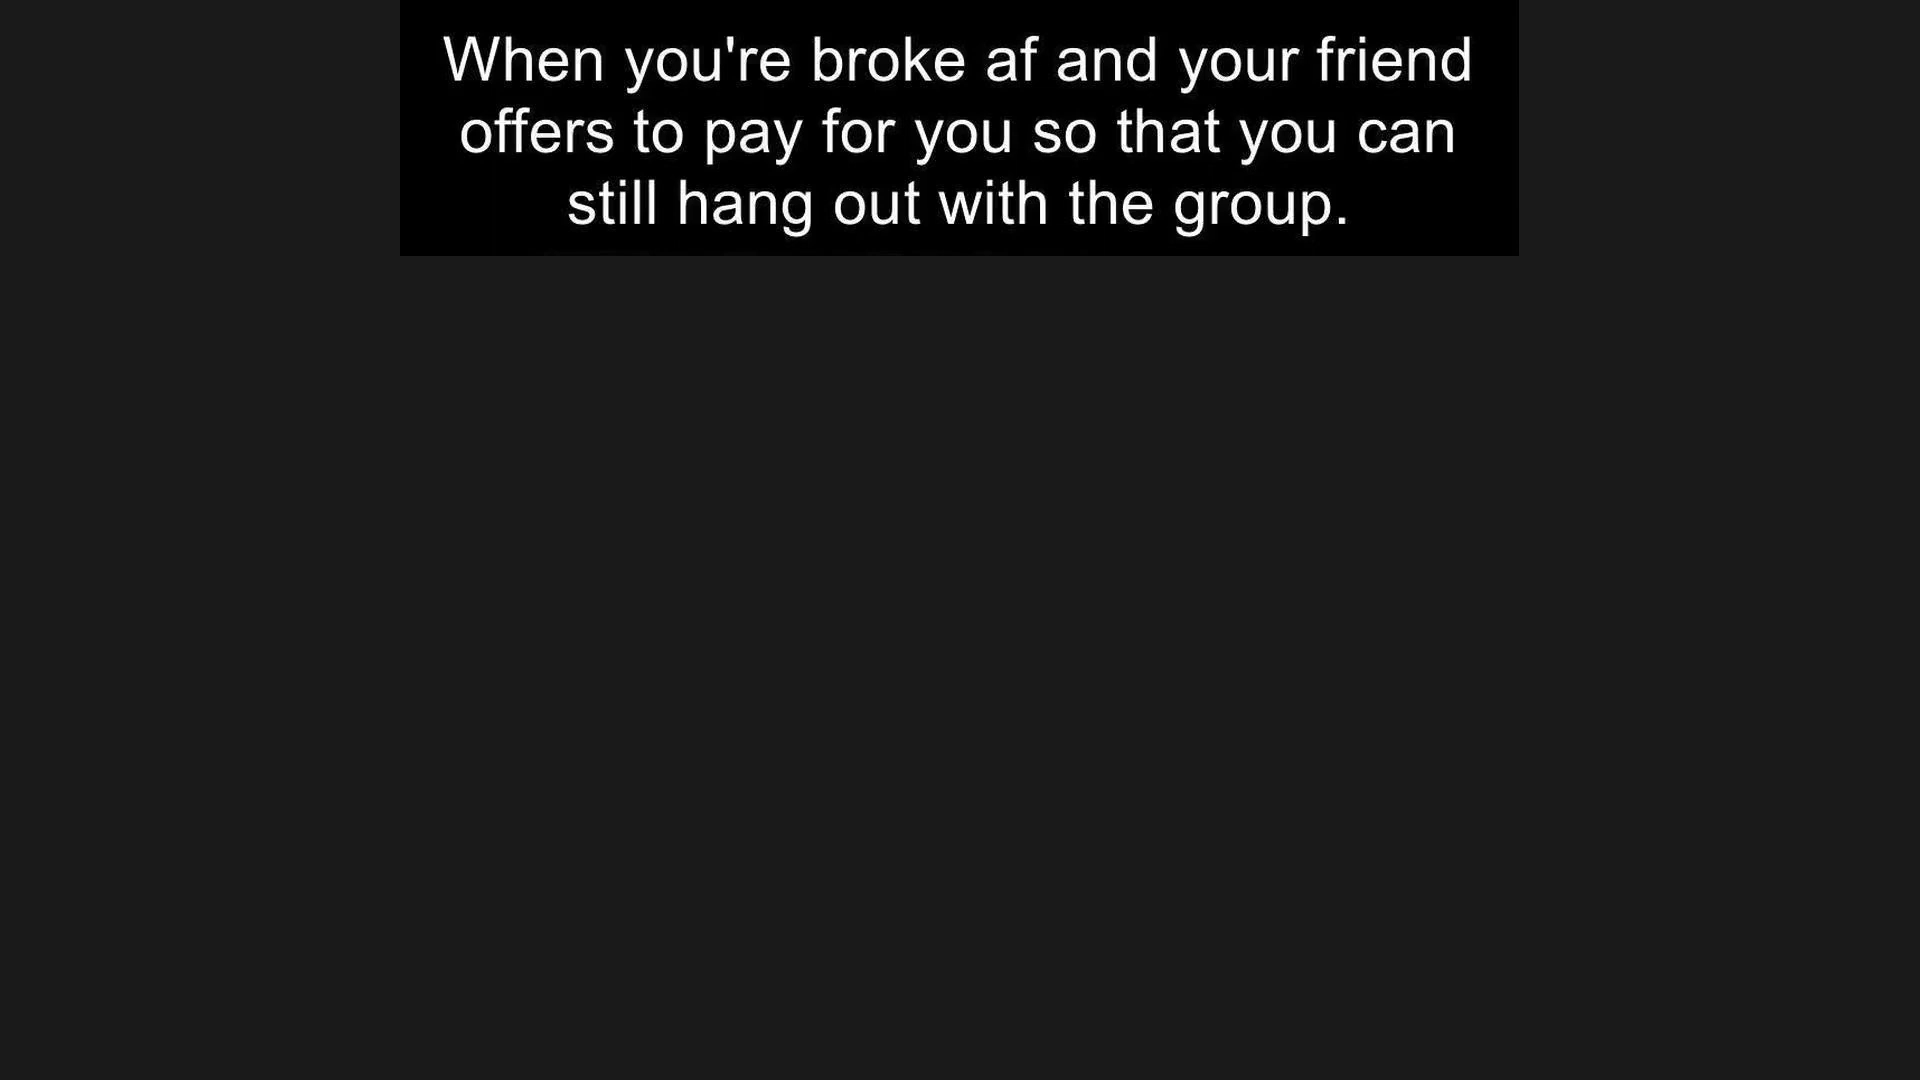 When you're broke af and your friend
offers to pay for you so that you can
still hang out with the group.